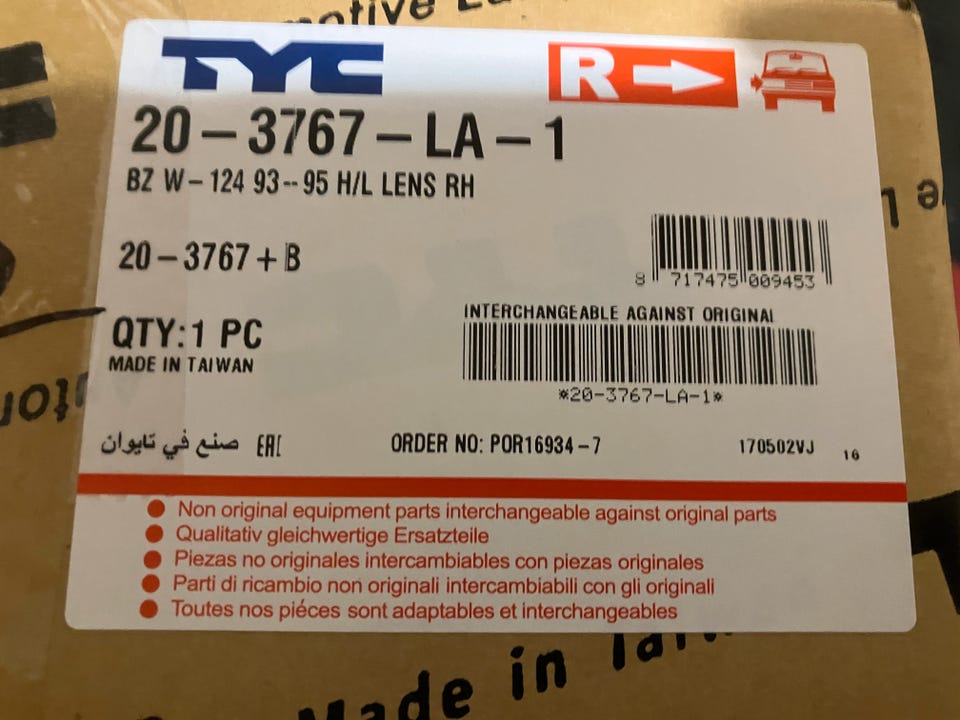 TYC
R
20-3767-LA-1
BZ W-124 93--95 H/L LENS RH
20-3767+B
8 717475 009453
QTY:1 PC
INTERCHANGEABLE AGAINST ORIGINAL
MADE IN TAIWAN
*20-3767-LA-1*
صنع في تايوان EAC
ORDER NO: POR16934-7
170502VJ
16
Non original equipment parts interchangeable against original parts
Qualitativ gleichwertige Ersatzteile
Piezas no originales intercambiables con piezas originales
Parti di ricambio non originali intercambiabili con gli originali
Toutes nos piéces sont adaptables et interchangeables
Made in